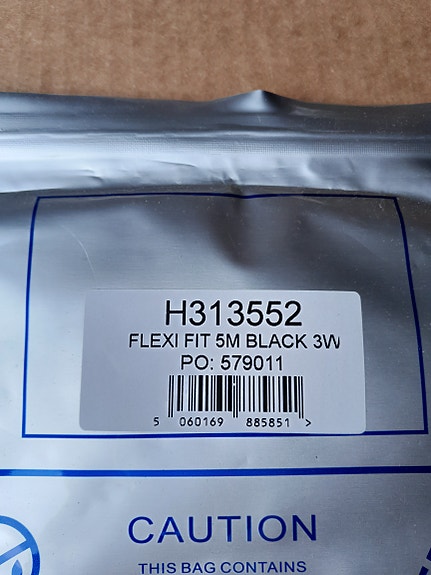 H313552
FLEXI FIT 5M BLACK 3W
PO: 579011
5 060169 885851 >
CAUTION
THIS BAG CONTAINS